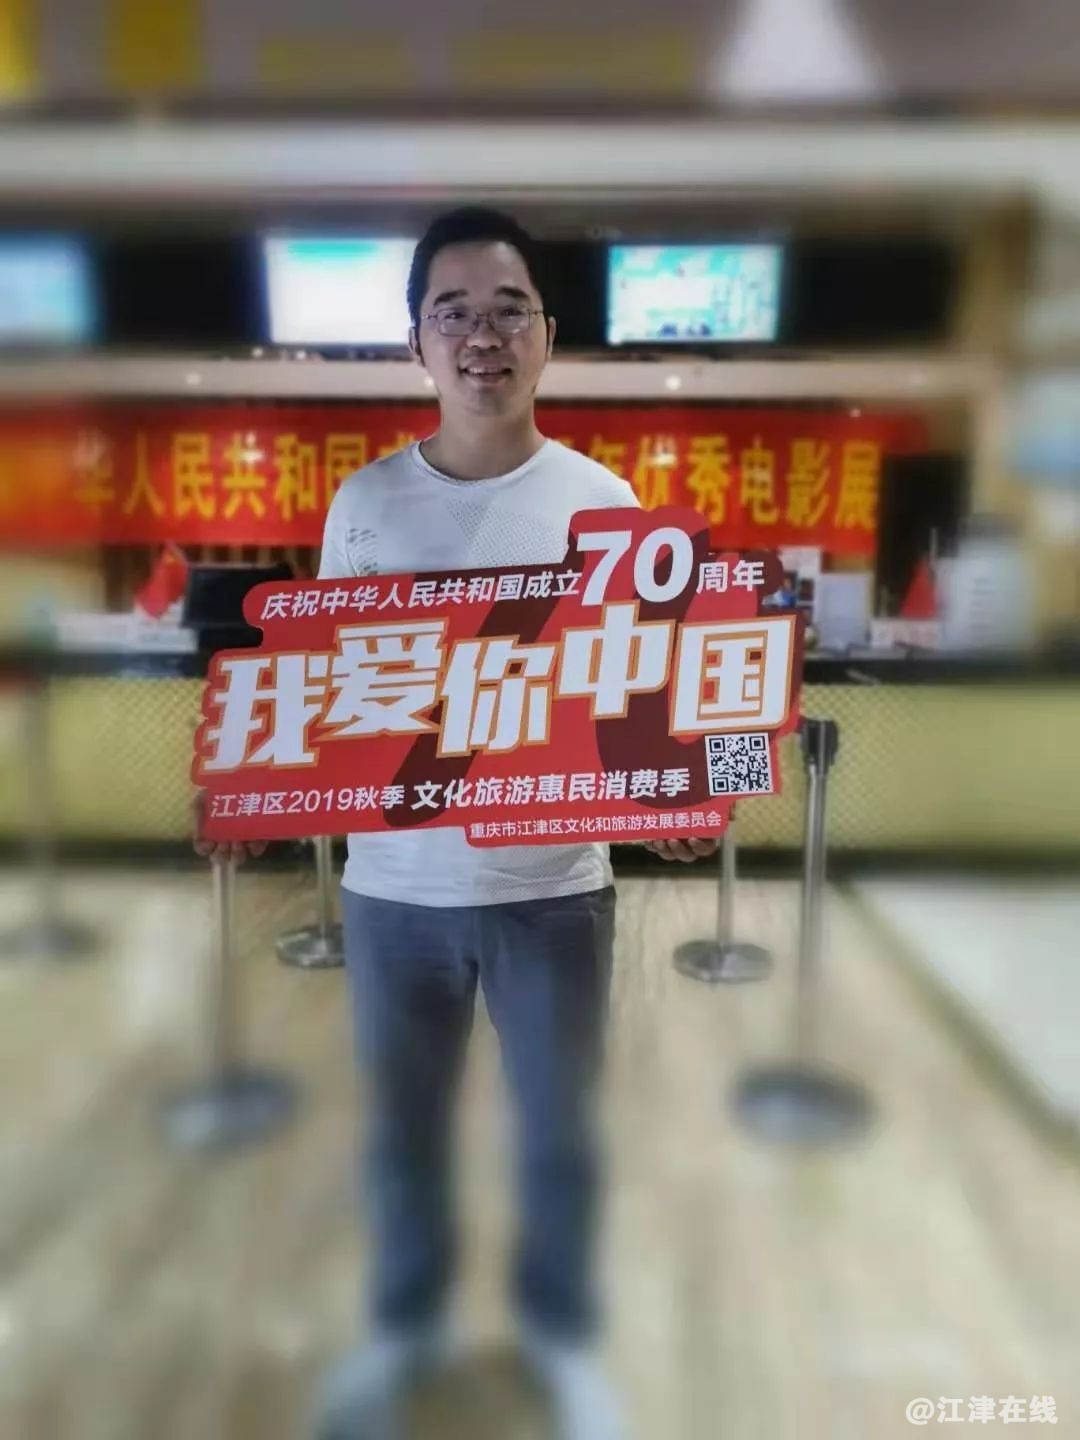 华人民共和国成
年优秀电影展
庆祝中华人民共和国成立70周年
我爱你中国
江津区2019秋季 文化旅游惠民消费季
重庆市江津区文化和旅游发展委员会
@江津在线